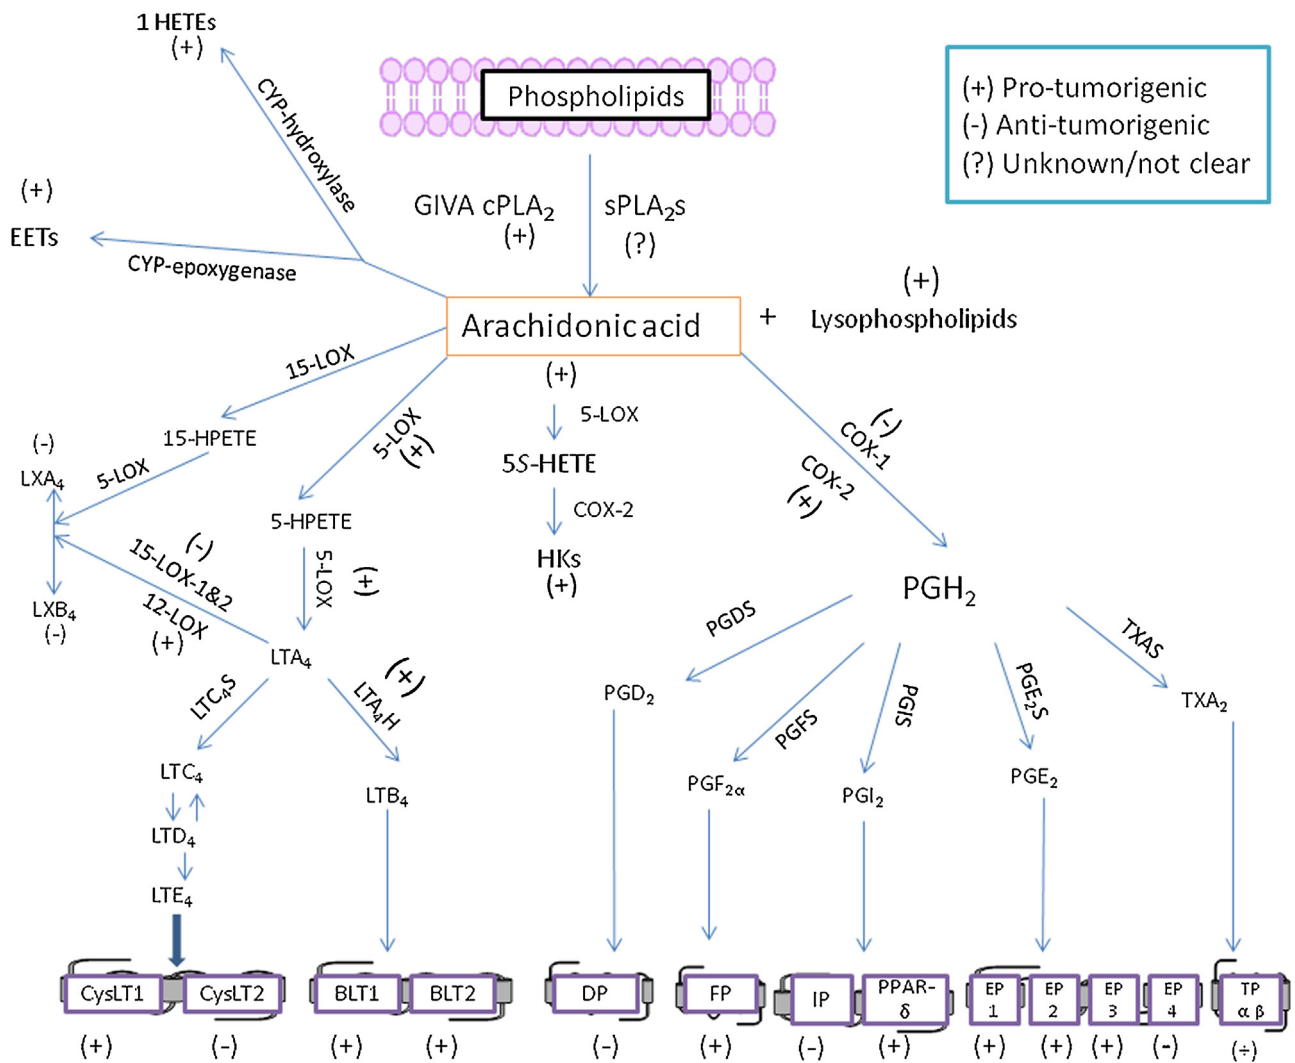 1 HETEs
(+)
CYP-hydroxylase
Phospholipids
(+) Pro-tumorigenic
(-) Anti-tumorigenic
(?) Unknown/not clear
(+)
EETs
CYP-epoxygenase
GIVA cPLA₂
(+)
sPLA₂s
(?)
Arachidonic acid
(+)
+
(+)
Lysophospholipids
15-LOX
15-HPETE
5-LOX
(-)
LXA₄
LXB₄
(-)
5-LOX
(+)
5-HPETE
5-LOX
(+)
(-)
15-LOX-1&2
12-LOX
(+)
LTA₄
5-LOX
5S-HETE
COX-2
HKs
(+)
(-)
COX-1
COX-2
(+)
PGH₂
LTC₄S
LTC₄
LTD₄
LTE₄
(+)
LTA₄H
LTB₄
PGDS
PGD₂
PGFS
PGF₂α
PGIS
PGI₂
PGE₂S
PGE₂
TXAS
TXA₂
CysLT1
CysLT2
BLT1
BLT2
DP
FP
IP
PPAR-
δ
EP
1
EP
2
EP
3
EP
4
TP
α β
(+)
(-)
(+)
(+)
(-)
(+)
(-)
(+)
(+)
(+)
(+)
(-)
(÷)